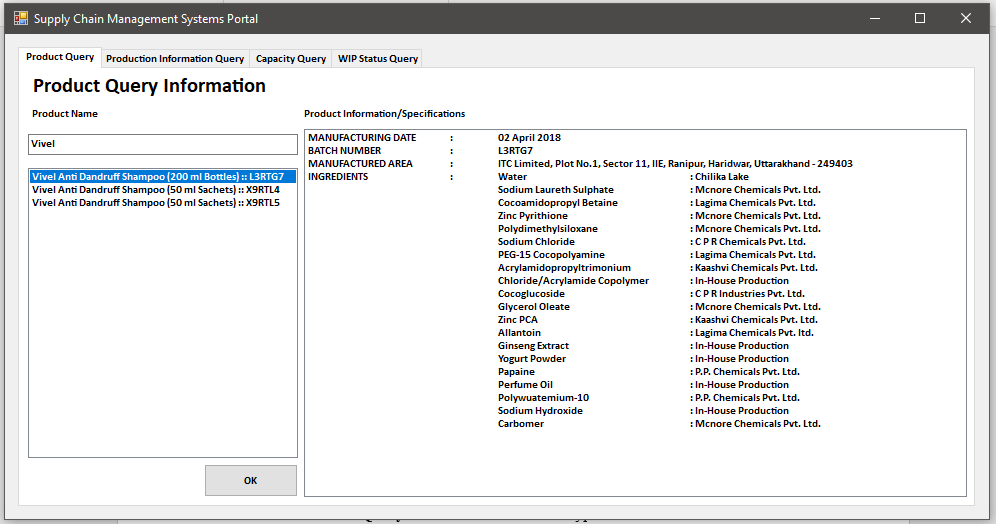 Supply Chain Management Systems Portal
Product Query Production Information Query Capacity Query WIP Status Query
Product Query Information
Product Name
Vivel
Vivel Anti Dandruff Shampoo (200 ml Bottles) :: L3RTG7
Vivel Anti Dandruff Shampoo (50 ml Sachets) :: X9RTL4
Vivel Anti Dandruff Shampoo (50 ml Sachets) :: X9RTL5
OK
Product Information/Specifications
MANUFACTURING DATE : 02 April 2018
BATCH NUMBER : L3RTG7
MANUFACTURED AREA : ITC Limited, Plot No.1, Sector 11, IIE, Ranipur, Haridwar, Uttarakhand - 249403
INGREDIENTS : Water : Chilika Lake
Sodium Laureth Sulphate : Mcnore Chemicals Pvt. Ltd.
Cocoamidopropyl Betaine : Lagima Chemicals Pvt. Ltd.
Zinc Pyrithione : Mcnore Chemicals Pvt. Ltd.
Polydimethylsiloxane : Mcnore Chemicals Pvt. Ltd.
Sodium Chloride : C P R Chemicals Pvt. Ltd.
PEG-15 Cocopolyamine : Lagima Chemicals Pvt. Ltd.
Acrylamidopropyltrimonium : Kaashvi Chemicals Pvt. Ltd.
Chloride/Acrylamide Copolymer : In-House Production
Cocoglucoside : C P R Industries Pvt. Ltd.
Glycerol Oleate : Mcnore Chemicals Pvt. Ltd.
Zinc PCA : Kaashvi Chemicals Pvt. Ltd.
Allantoin : Lagima Chemicals Pvt. ltd.
Ginseng Extract : In-House Production
Yogurt Powder : In-House Production
Papaine : P.P. Chemicals Pvt. Ltd.
Perfume Oil : In-House Production
Polywuatemium-10 : P.P. Chemicals Pvt. Ltd.
Sodium Hydroxide : In-House Production
Carbomer : Mcnore Chemicals Pvt. Ltd.